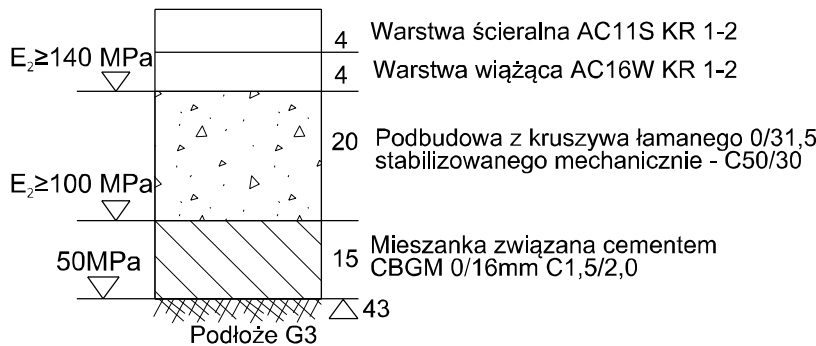 4 Warstwa ścieralna AC11S KR 1-2
E₂≥140 MPa
4 Warstwa wiążąca AC16W KR 1-2
20 Podbudowa z kruszywa łamanego 0/31,5
stabilizowanego mechanicznie - C50/30
E₂≥100 MPa
15 Mieszanka związana cementem
CBGM 0/16mm C1,5/2,0
50MPa
43
Podłoże G3